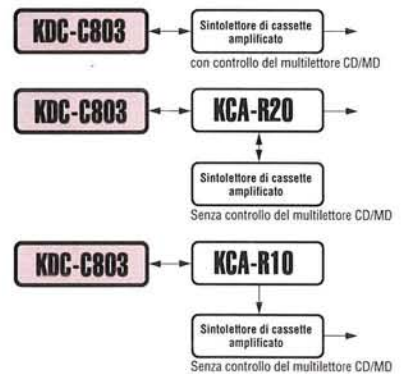 KDC-C803
Sintolettore di cassette
amplificato
con controllo del multilettore CD/MD
KDC-C803
KCA-R20
Sintolettore di cassette
amplificato
Senza controllo del multilettore CD/MD
KDC-C803
KCA-R10
Sintolettore di cassette
amplificato
Senza controllo del multilettore CD/MD